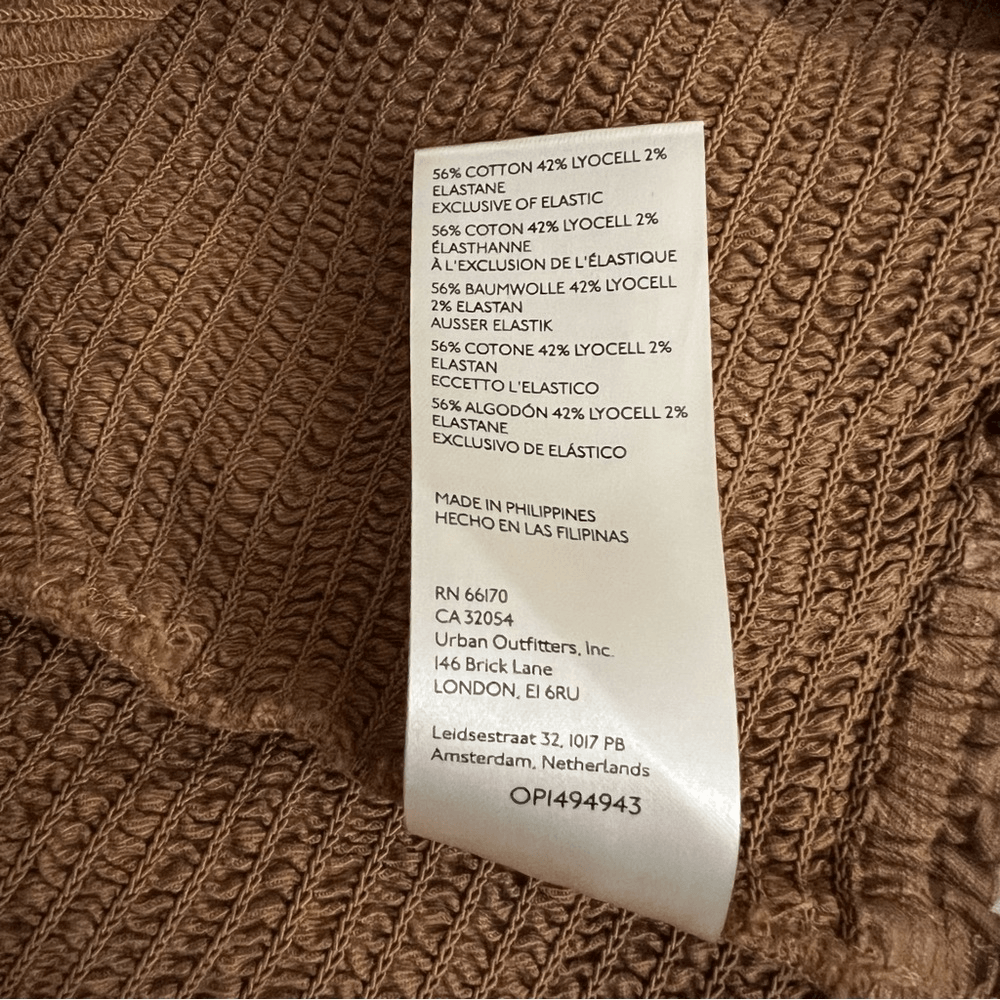 56% COTTON 42% LYOCELL 2%
ELASTANE
EXCLUSIVE OF ELASTIC
56% COTON 42% LYOCELL 2%
ÉLASTHANNE
À L'EXCLUSION DE L'ÉLASTIQUE
56% BAUMWOLLE 42% LYOCELL
2% ELASTAN
AUSSER ELASTIK
56% COTONE 42% LYOCELL 2%
ELASTAN
ECCETTO L'ELASTICO
56% ALGODÓN 42% LYOCELL 2%
ELASTANE
EXCLUSIVO DE ELÁSTICO
MADE IN PHILIPPINES
HECHO EN LAS FILIPINAS
RN 66170
CA 32054
Urban Outfitters, Inc.
146 Brick Lane
LONDON, E1 6RU
Leidsestraat 32, 1017 PB
Amsterdam, Netherlands
OP1494943